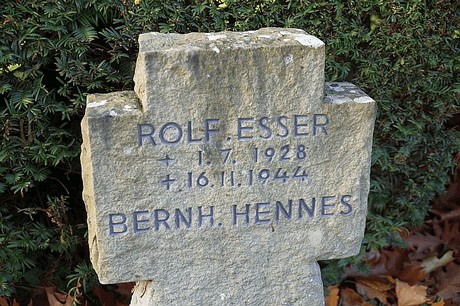 ROLF ESSER
+ 1.7. 1928
+ 16.11.1944
BERNH. HENNES